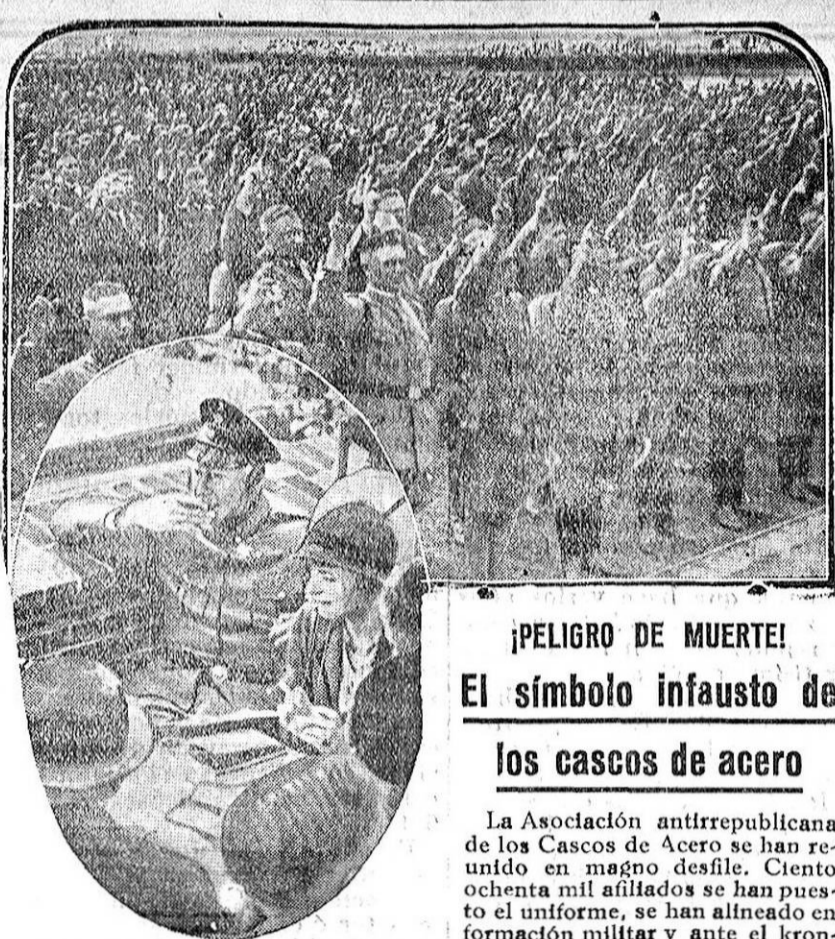 ¡PELIGRO DE MUERTE!
El símbolo infausto de
los cascos de acero
La Asociación antirrepublicana
de los Cascos de Acero se han re-
unido en magno desfile. Ciento
ochenta mil afiliados se han pues-
to el uniforme, se han alineado en
formación militar y ante el kron-